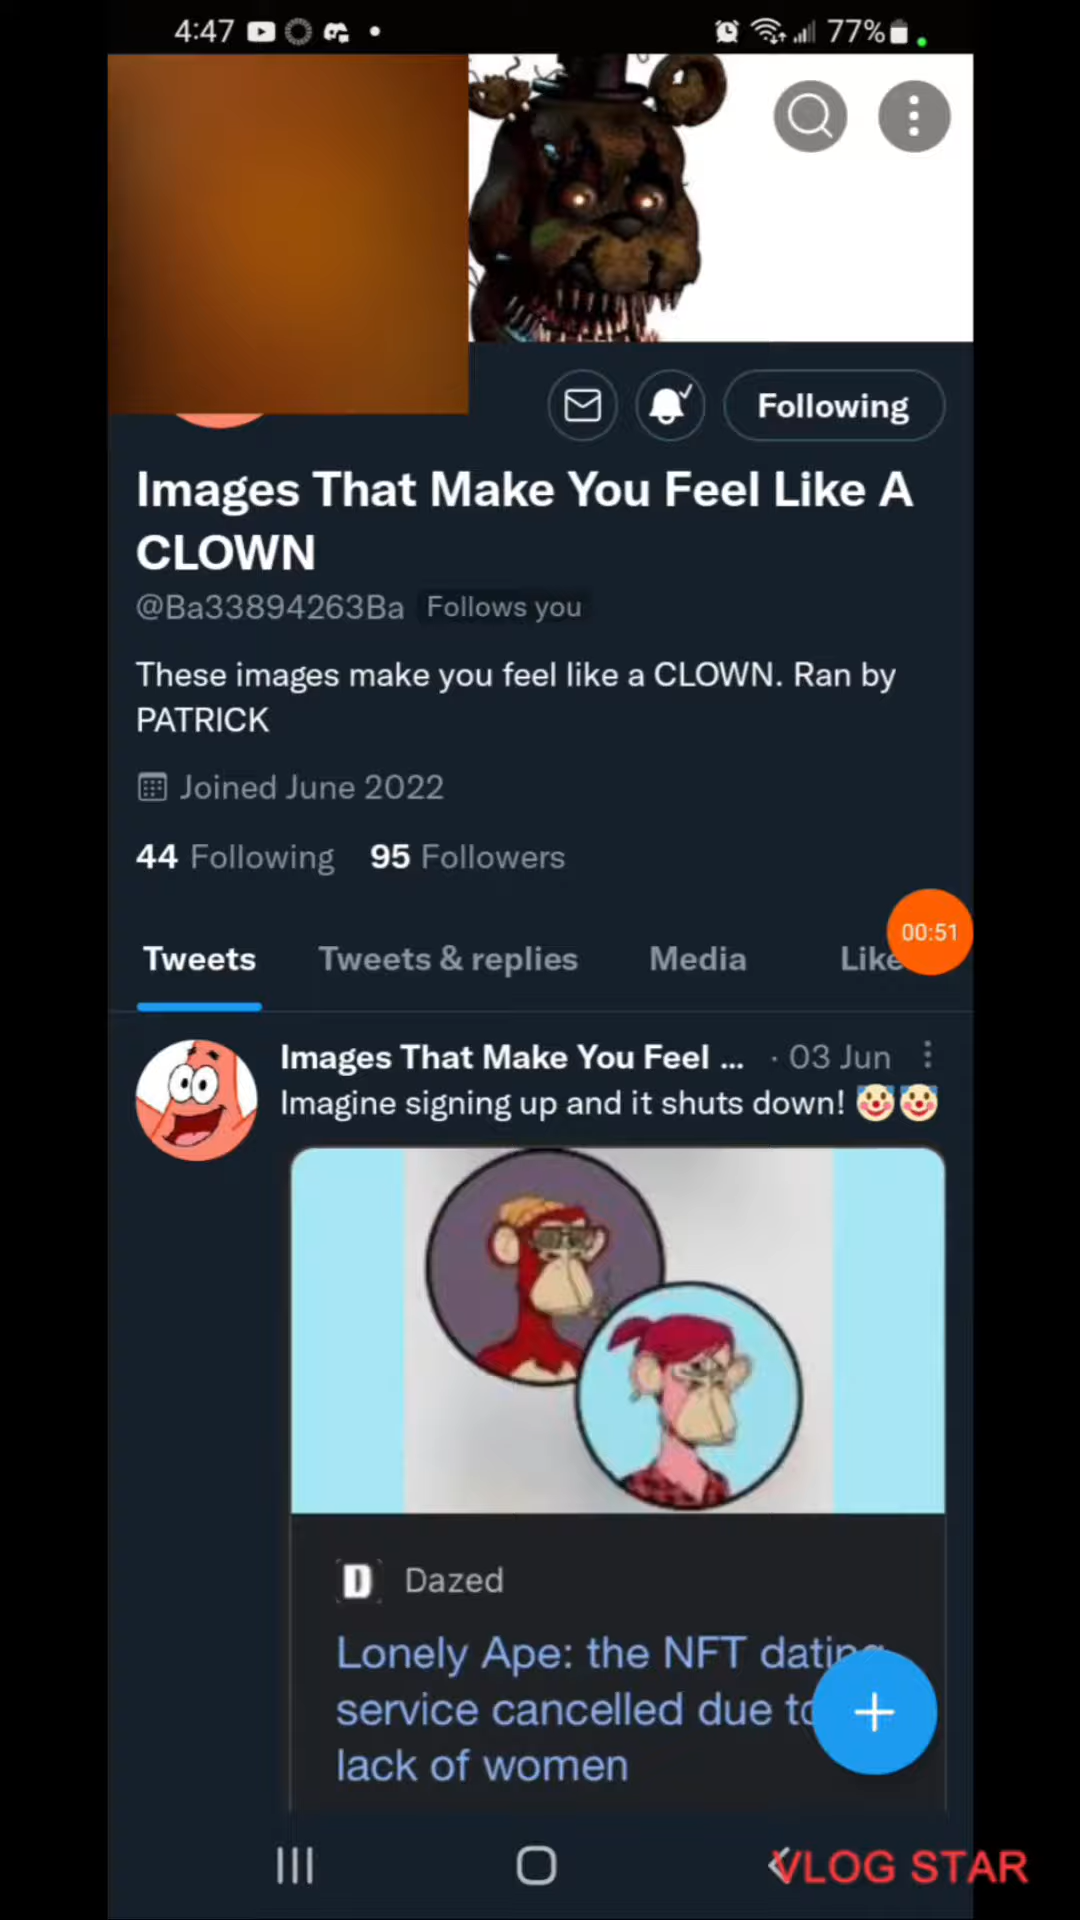 4:47
77%
Following
Images That Make You Feel Like A
CLOWN
@Ba33894263Ba Follows you
These images make you feel like a CLOWN. Ran by
PATRICK
Joined June 2022
44 Following 95 Followers
00:51
Tweets Tweets & replies Media Like
Images That Make You Feel ... · 03 Jun
Imagine signing up and it shuts down! 🤡🤡
D Dazed
Lonely Ape: the NFT dating
service cancelled due to
lack of women
VLOG STAR